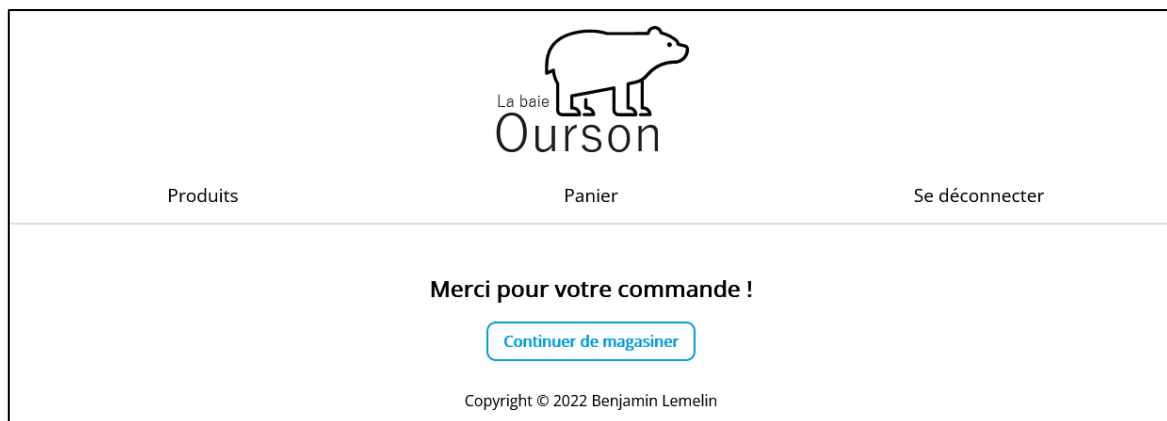 La baie
Ourson
Produits Panier Se déconnecter
Merci pour votre commande !
Continuer de magasiner
Copyright © 2022 Benjamin Lemelin